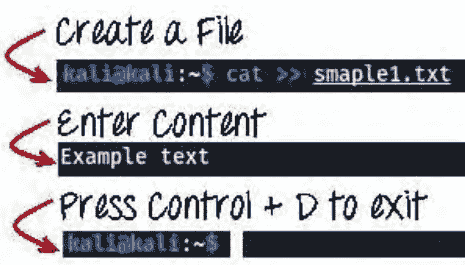 Create a File
kali@kali:~$ cat >> smaple1.txt
Enter Content
Example text
Press Control + D to exit
kali@kali:~$